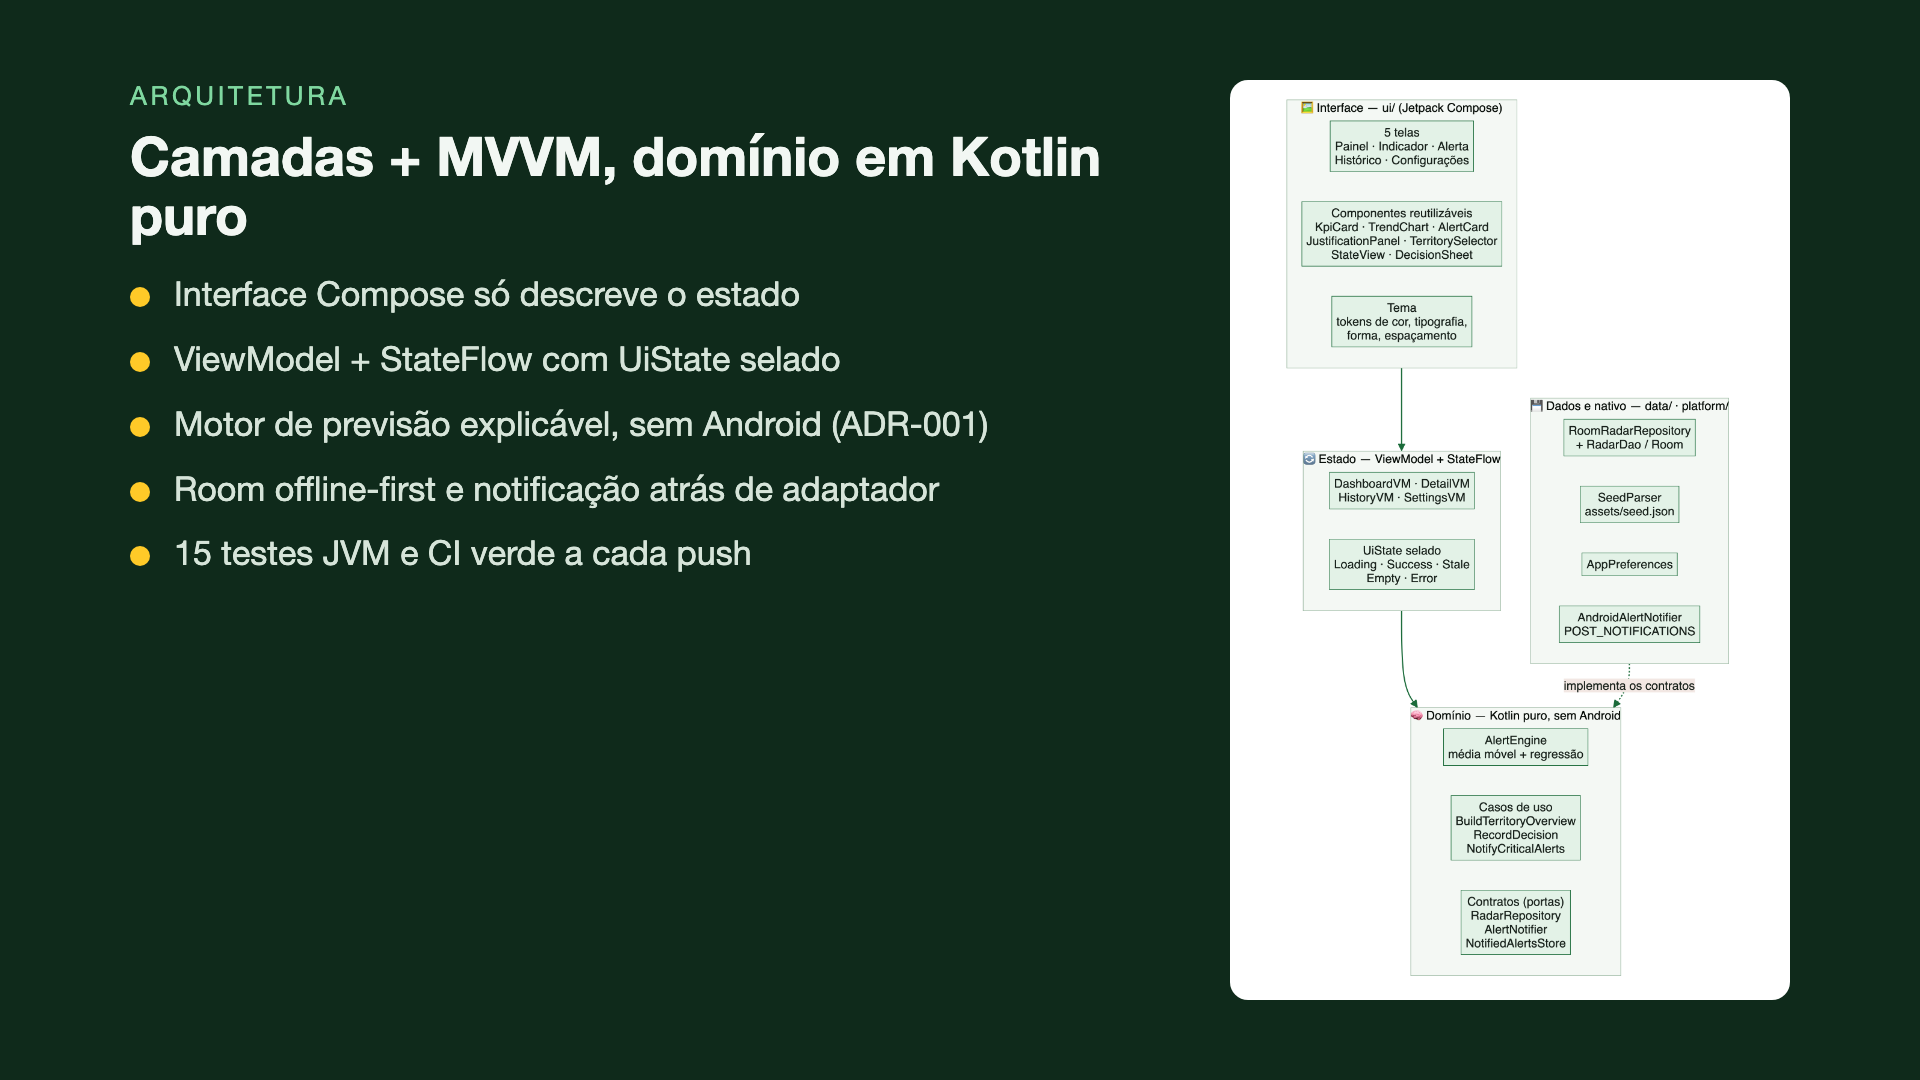 ARQUITETURA
Camadas + MVVM, domínio em Kotlin
puro
Interface Compose só descreve o estado
ViewModel + StateFlow com UiState selado
Motor de previsão explicável, sem Android (ADR-001)
Room offline-first e notificação atrás de adaptador
15 testes JVM e CI verde a cada push
Interface — ui/ (Jetpack Compose)
5 telas
Painel · Indicador · Alerta
Histórico · Configurações
Componentes reutilizáveis
KpiCard · TrendChart · AlertCard
JustificationPanel · TerritorySelector
StateView · DecisionSheet
Tema
tokens de cor, tipografia,
forma, espaçamento
Estado — ViewModel + StateFlow
DashboardVM · DetailVM
HistoryVM · SettingsVM
UiState selado
Loading · Success · Stale
Empty · Error
Dados e nativo — data/ · platform/
RoomRadarRepository
+ RadarDao / Room
SeedParser
assets/seed.json
AppPreferences
AndroidAlertNotifier
POST_NOTIFICATIONS
implementa os contratos
Domínio — Kotlin puro, sem Android
AlertEngine
média móvel + regressão
Casos de uso
BuildTerritoryOverview
RecordDecision
NotifyCriticalAlerts
Contratos (portas)
RadarRepository
AlertNotifier
NotifiedAlertsStore